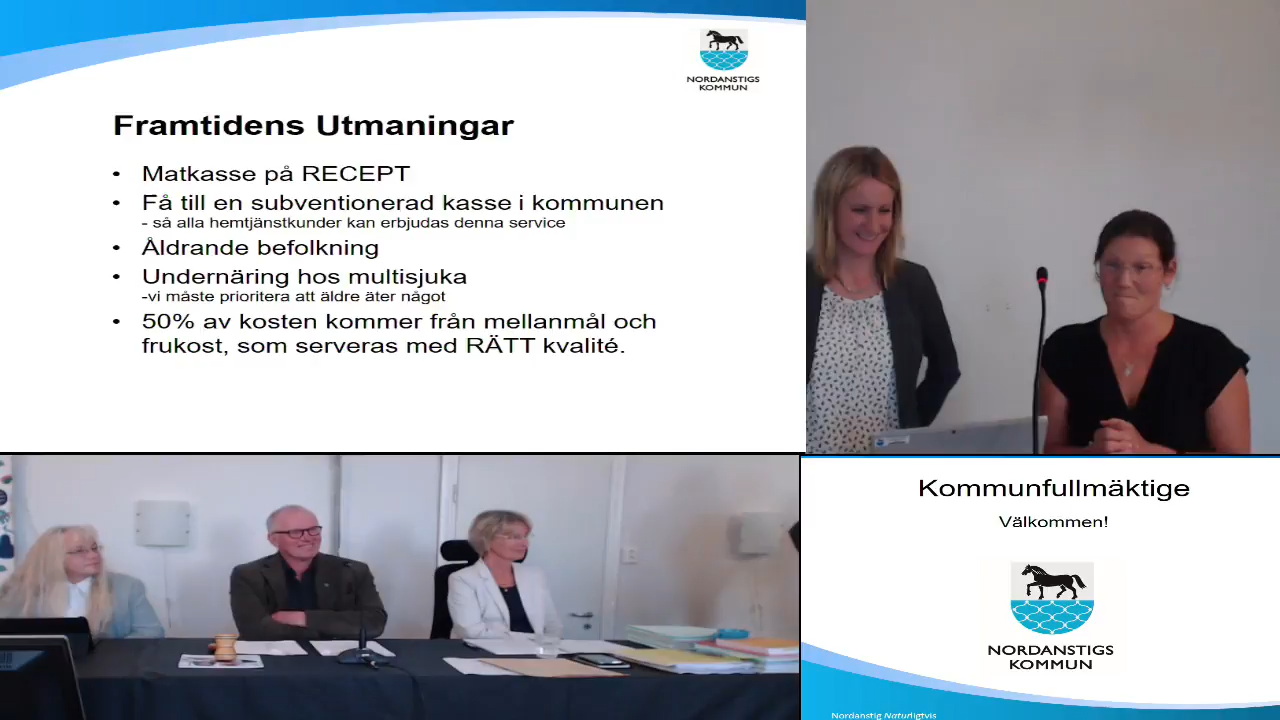 NORDANSTIGS
KOMMUN
Framtidens Utmaningar
• Matkasse på RECEPT
• Få till en subventionerad kasse i kommunen
- så alla hemtjänstkunder kan erbjudas denna service
• Åldrande befolkning
• Undernäring hos multisjuka
-vi måste prioritera att äldre äter något
• 50% av kosten kommer från mellanmål och
frukost, som serveras med RÄTT kvalité.
Kommunfullmäktige
Välkommen!
NORDANSTIGS
KOMMUN
Nordanstig Naturligtvis